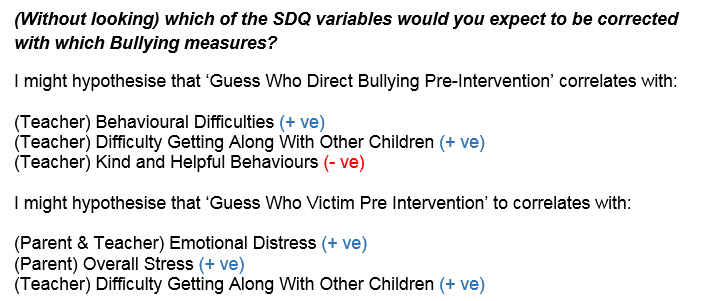 (Without looking) which of the SDQ variables would you expect to be corrected
with which Bullying measures?
I might hypothesise that ‘Guess Who Direct Bullying Pre-Intervention’ correlates with:
(Teacher) Behavioural Difficulties (+ ve)
(Teacher) Difficulty Getting Along With Other Children (+ ve)
(Teacher) Kind and Helpful Behaviours (- ve)
I might hypothesise that ‘Guess Who Victim Pre Intervention’ to correlates with:
(Parent & Teacher) Emotional Distress (+ ve)
(Parent) Overall Stress (+ ve)
(Teacher) Difficulty Getting Along With Other Children (+ ve)